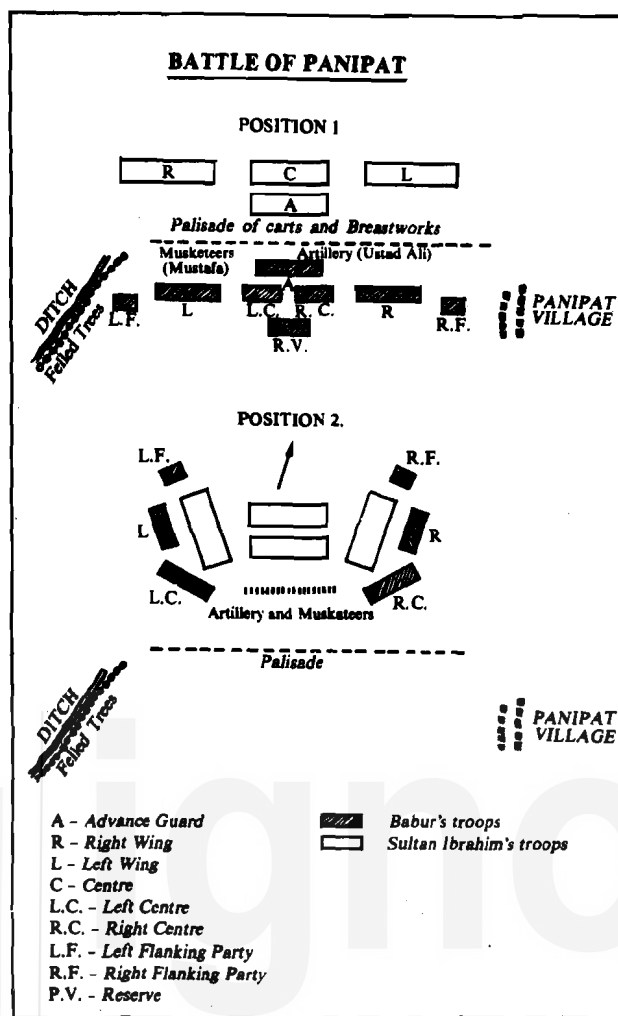 BATTLE OF PANIPAT
POSITION 1
R C L
A
Palisade of carts and Breastworks
Musketeers Artillery (Ustad Ali)
(Mustafa)
A
DITCH
Felled Trees
L.F. L L.C. R. C. R R.F.
R.V.
PANIPAT
VILLAGE
POSITION 2.
L.F. R.F.
L R
L.C. R.C.
Artillery and Muskateers
Palisade
DITCH
Felled Trees
PANIPAT
VILLAGE
A - Advance Guard
R - Right Wing
L - Left Wing
C - Centre
L.C. - Left Centre
R.C. - Right Centre
L.F. - Left Flanking Party
R.F. - Right Flanking Party
P.V. - Reserve
Babur's troops
Sultan Ibrahim's troops
ignc